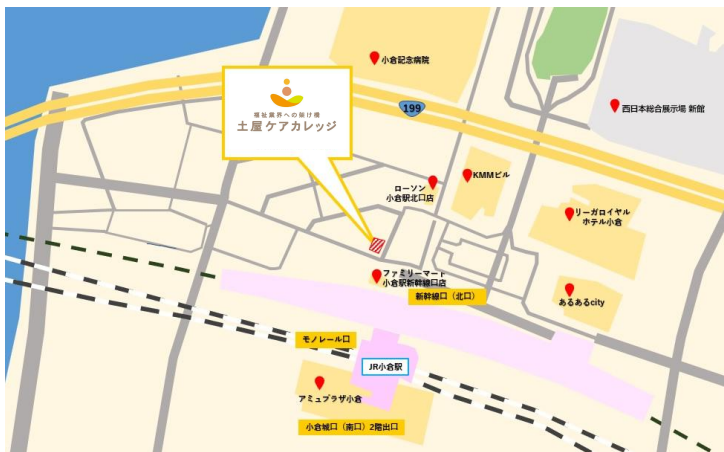 小倉記念病院
福祉業界への架け橋
土屋ケアカレッジ
199
西日本総合展示場 新館
KMMビル
ローソン
小倉駅北口店
リーガロイヤル
ホテル小倉
ファミリーマート
小倉駅新幹線口店
新幹線口（北口）
あるあるcity
モノレール口
JR小倉駅
アミュプラザ小倉
小倉城口（南口）2階出口